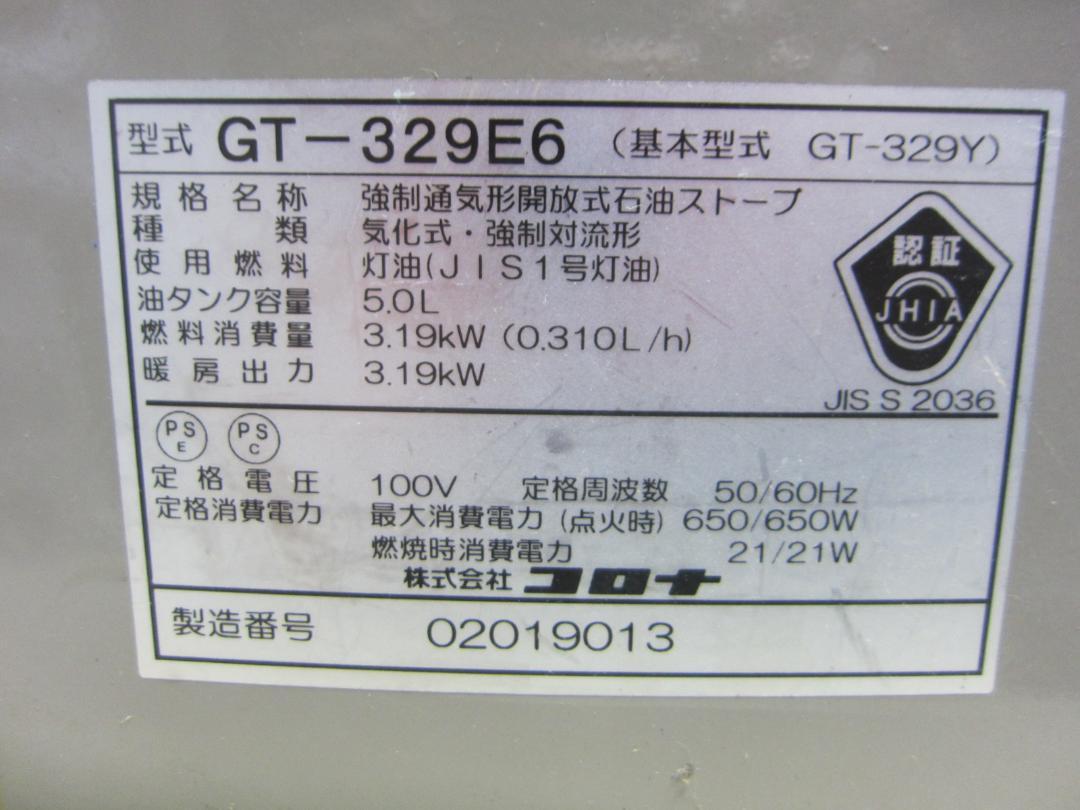 型式 GT-329E6 (基本型式 GT-329Y)
規格名称 強制通気形開放式石油ストーブ
種類 気化式・強制対流形
使用燃料 灯油(JIS1号灯油)
油タンク容量 5.0L
燃料消費量 3.19kW (0.310L/h)
暖房出力 3.19kW
認証
JHIA
JIS S 2036
PS E PS C
定格電圧 100V 定格周波数 50/60Hz
定格消費電力 最大消費電力(点火時) 650/650W
燃焼時消費電力 21/21W
株式会社 コロナ
製造番号 02019013